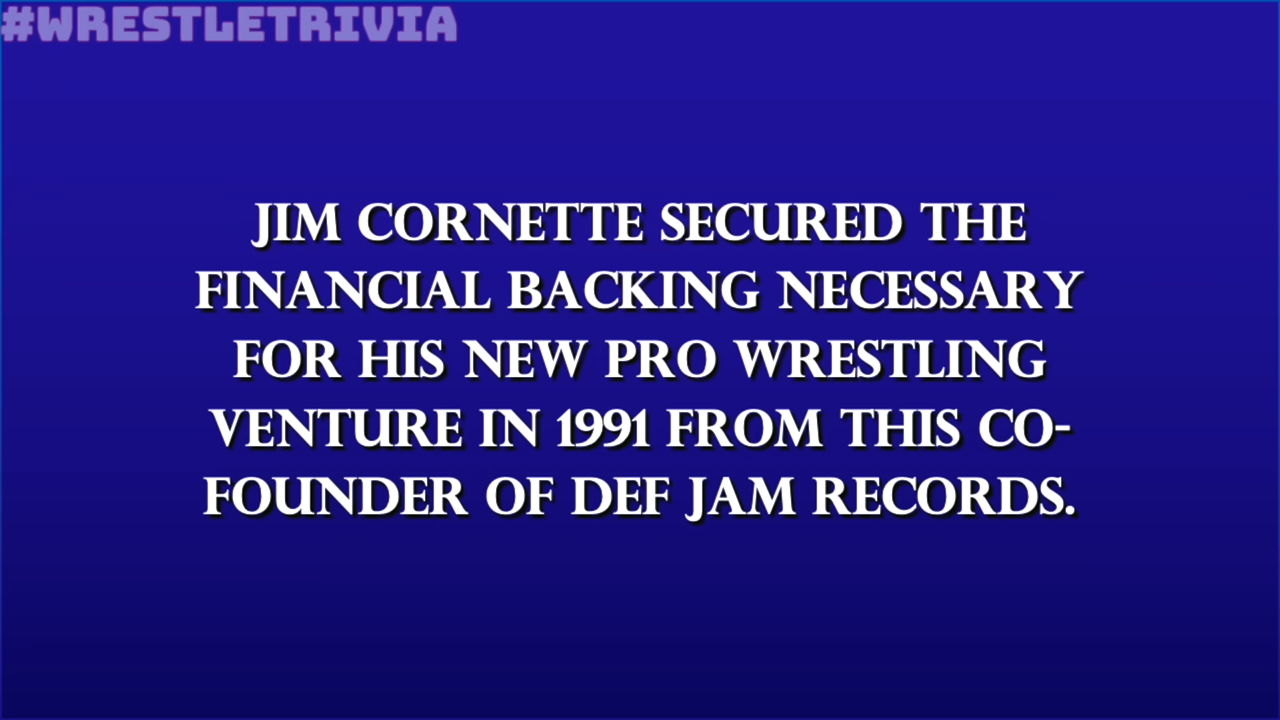 #WRESTLETRIVIA
JIM CORNETTE SECURED THE
FINANCIAL BACKING NECESSARY
FOR HIS NEW PRO WRESTLING
VENTURE IN 1991 FROM THIS CO-
FOUNDER OF DEF JAM RECORDS.